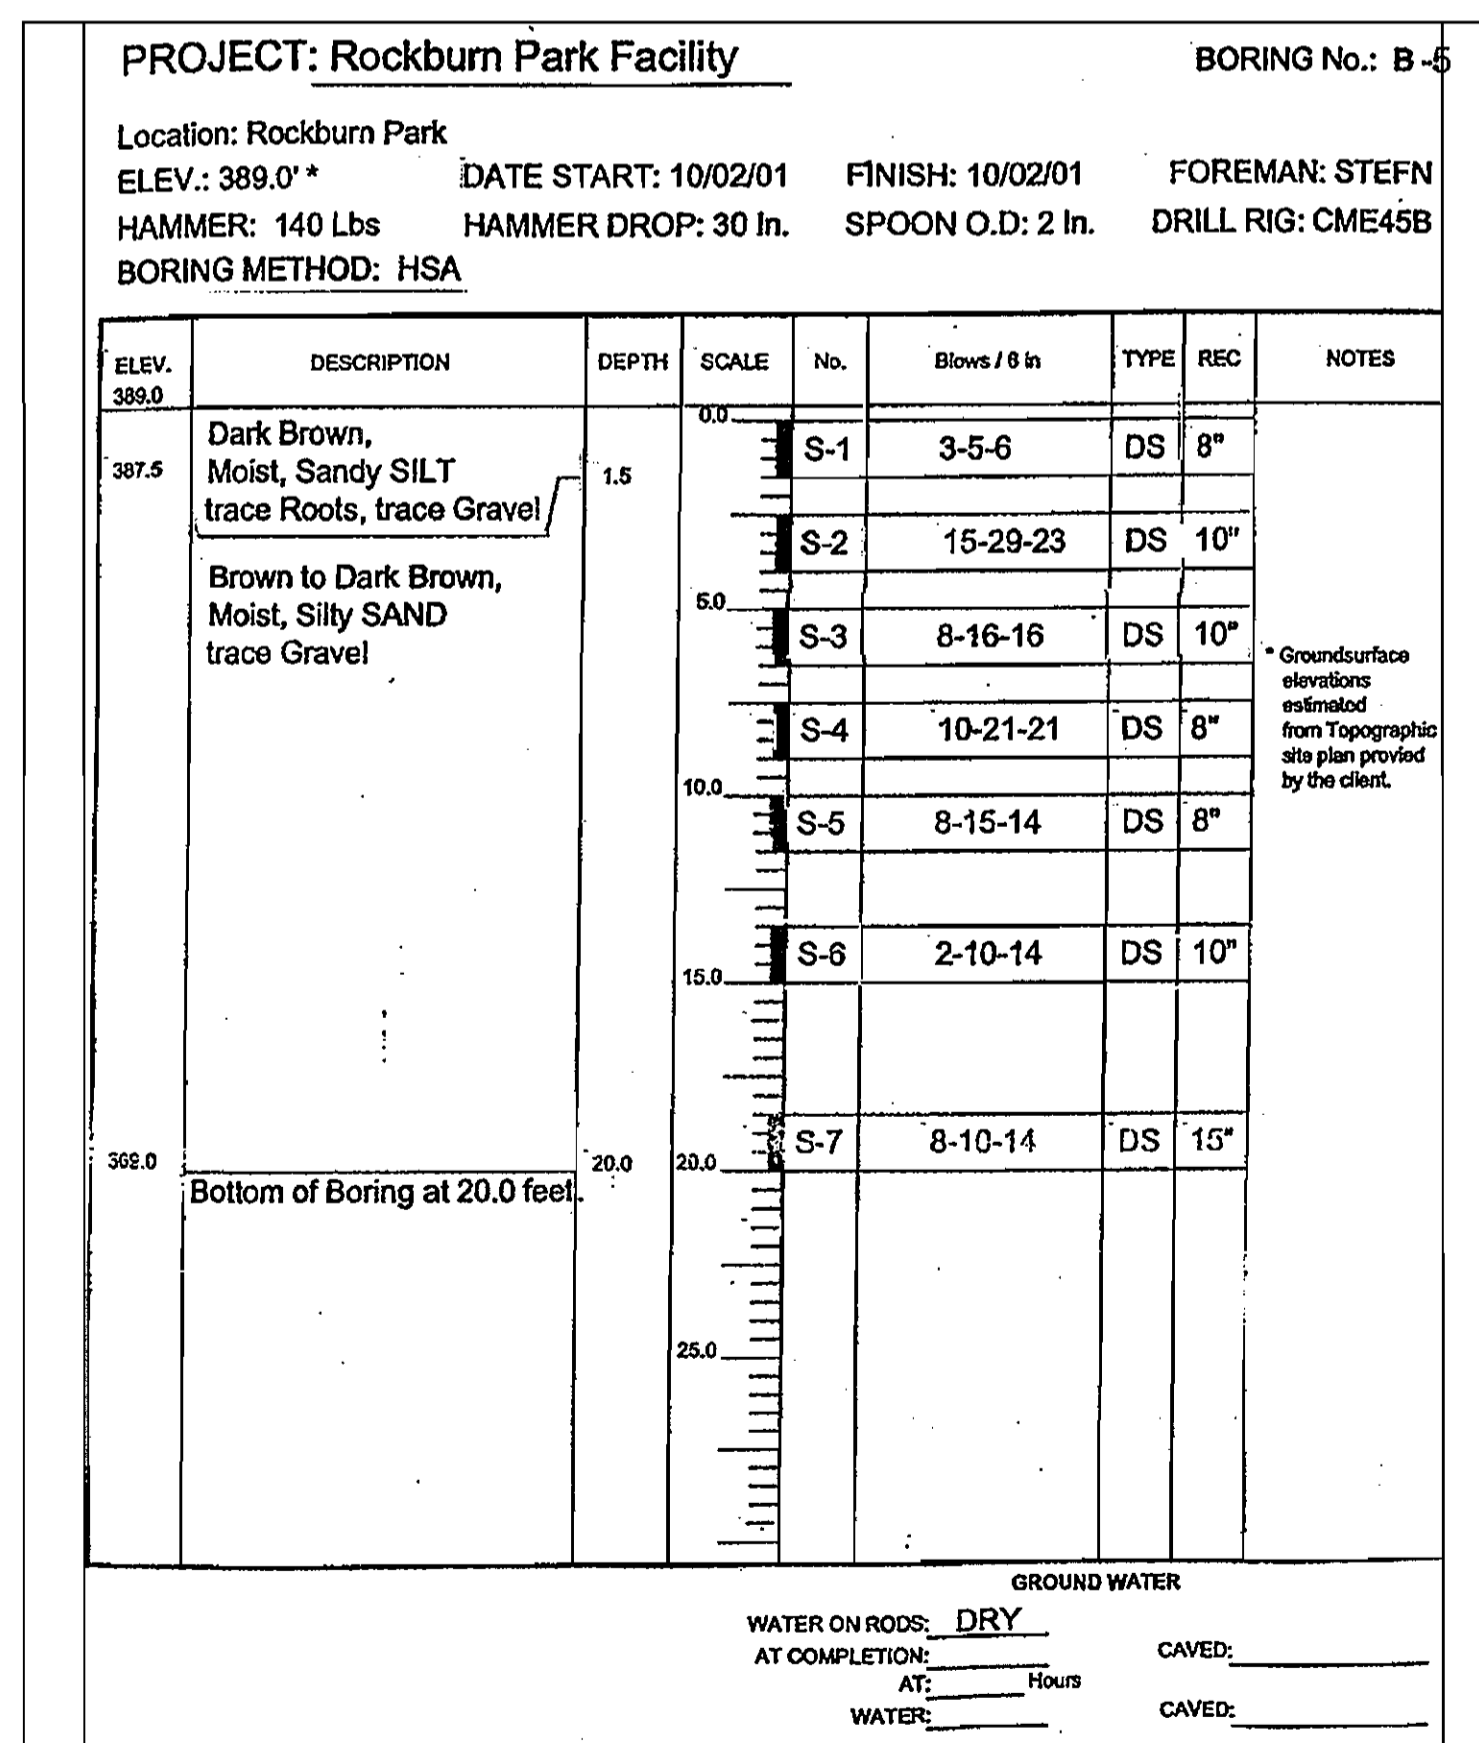 PROJECT: Rockburn Park Facility
BORING No.: B-5
Location: Rockburn Park
ELEV.: 389.0' * DATE START: 10/02/01 FINISH: 10/02/01 FOREMAN: STEFN
HAMMER: 140 Lbs HAMMER DROP: 30 In. SPOON O.D: 2 In. DRILL RIG: CME45B
BORING METHOD: HSA
ELEV. DESCRIPTION DEPTH SCALE No. Blows / 6 in TYPE REC NOTES
389.0
0.0
Dark Brown,
387.5 Moist, Sandy SILT 1.5
trace Roots, trace Gravel
S-1 3-5-6 DS 8"
S-2 15-29-23 DS 10"
Brown to Dark Brown,
Moist, Silty SAND
trace Gravel
5.0
S-3 8-16-16 DS 10"
* Groundsurface
elevations
estimated
from Topographic
site plan provied
by the client.
S-4 10-21-21 DS 8"
10.0
S-5 8-15-14 DS 8"
S-6 2-10-14 DS 10"
15.0
S-7 8-10-14 DS 15"
369.0 20.0 20.0
Bottom of Boring at 20.0 feet.
25.0
GROUND WATER
WATER ON RODS: DRY
AT COMPLETION: CAVED:
AT: Hours
WATER: CAVED: